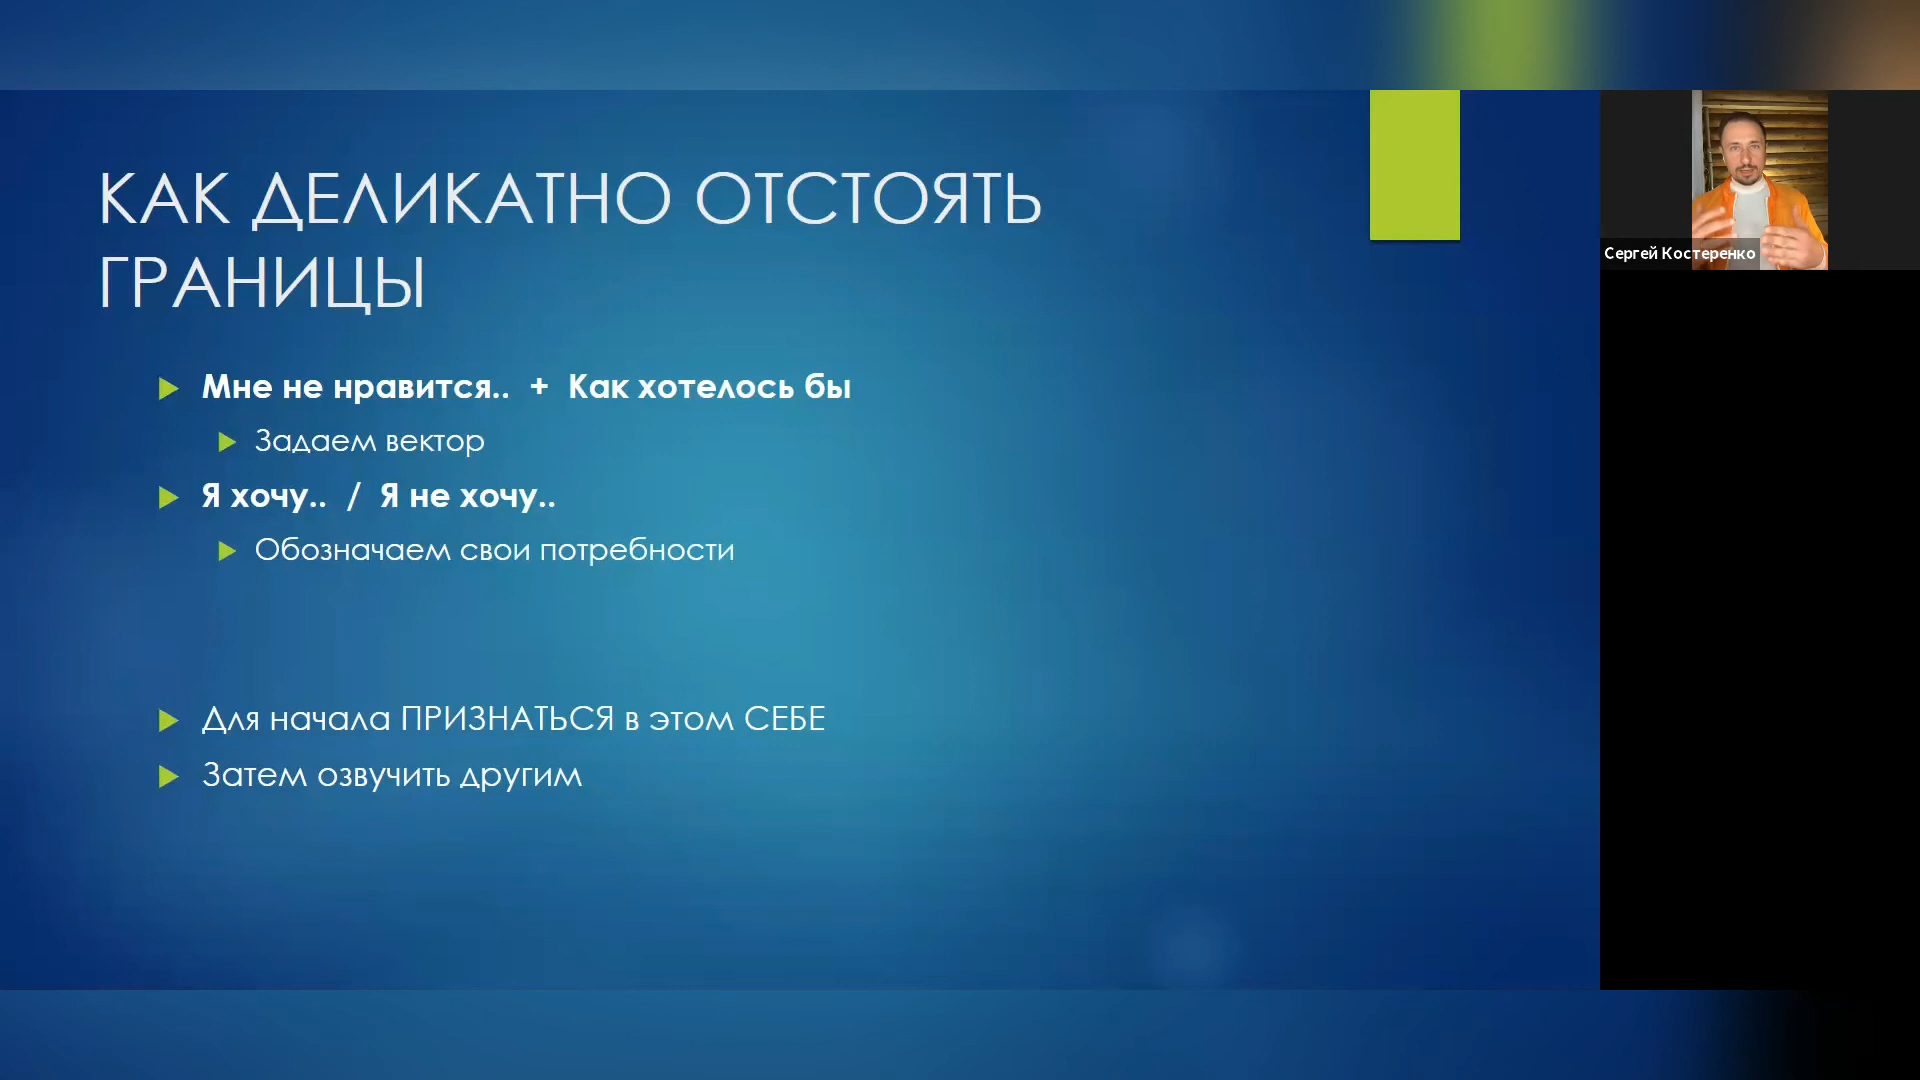 КАК ДЕЛИКАТНО ОТСТОЯТЬ
ГРАНИЦЫ
Мне не нравится.. + Как хотелось бы
Задаем вектор
Я хочу.. / Я не хочу..
Обозначаем свои потребности
Для начала ПРИЗНАТЬСЯ в этом СЕБЕ
Затем озвучить другим
Сергей Костеренко